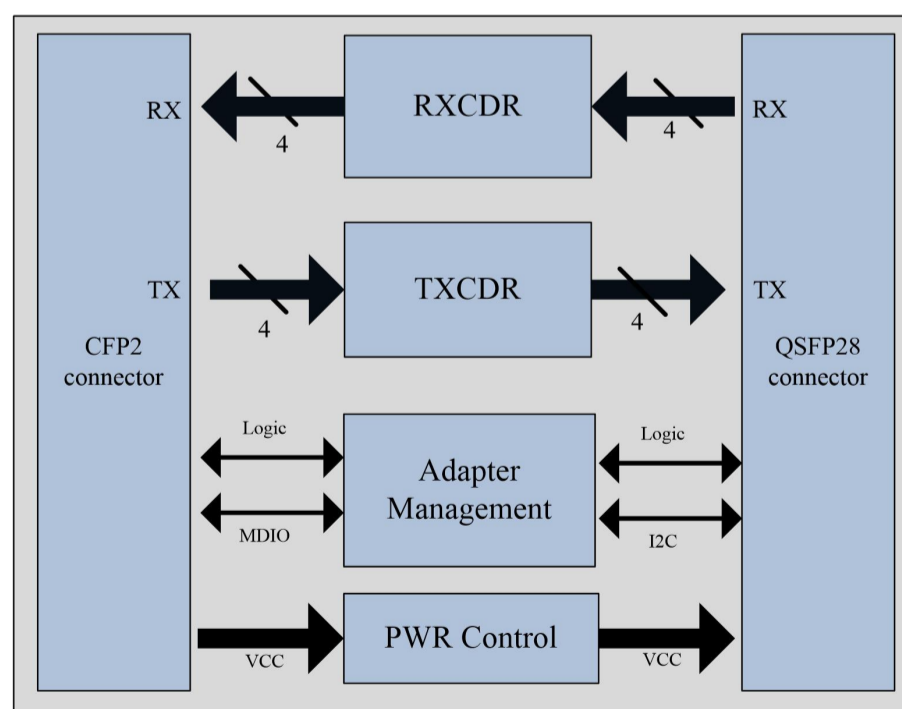 RX
4
RXCDR
4
RX
TX
4
TXCDR
4
TX
CFP2
connector
QSFP28
connector
Logic
MDIO
Adapter
Management
Logic
I2C
VCC
PWR Control
VCC